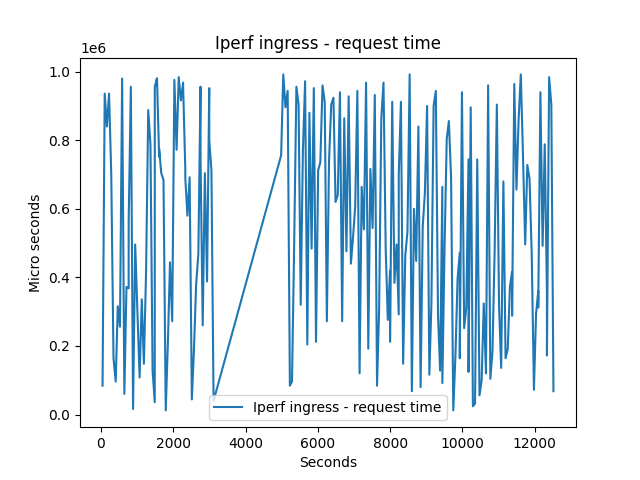 Iperf ingress - request time
1e6
1.0
0.8
0.6
0.4
0.2
0.0
Micro seconds
Iperf ingress - request time
0 2000 4000 6000 8000 10000 12000
Seconds